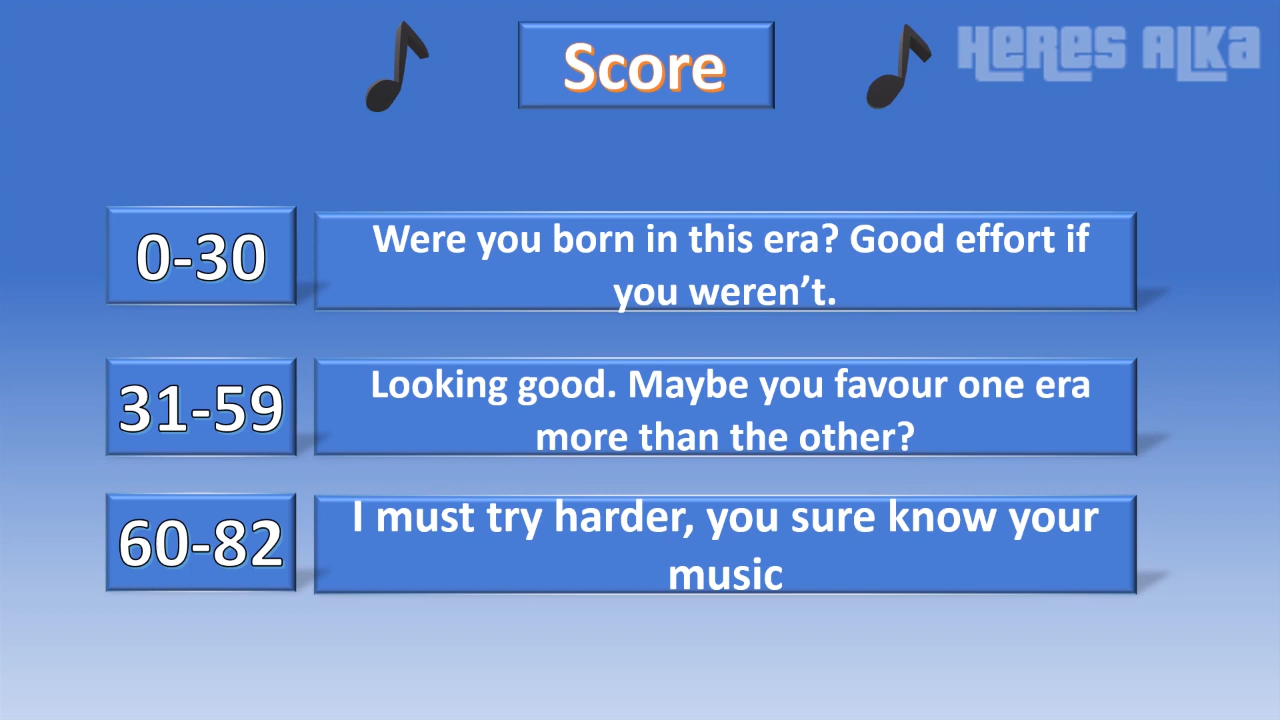 Score
HERES ALKA
0-30
Were you born in this era? Good effort if
you weren’t.
31-59
Looking good. Maybe you favour one era
more than the other?
60-82
I must try harder, you sure know your
music